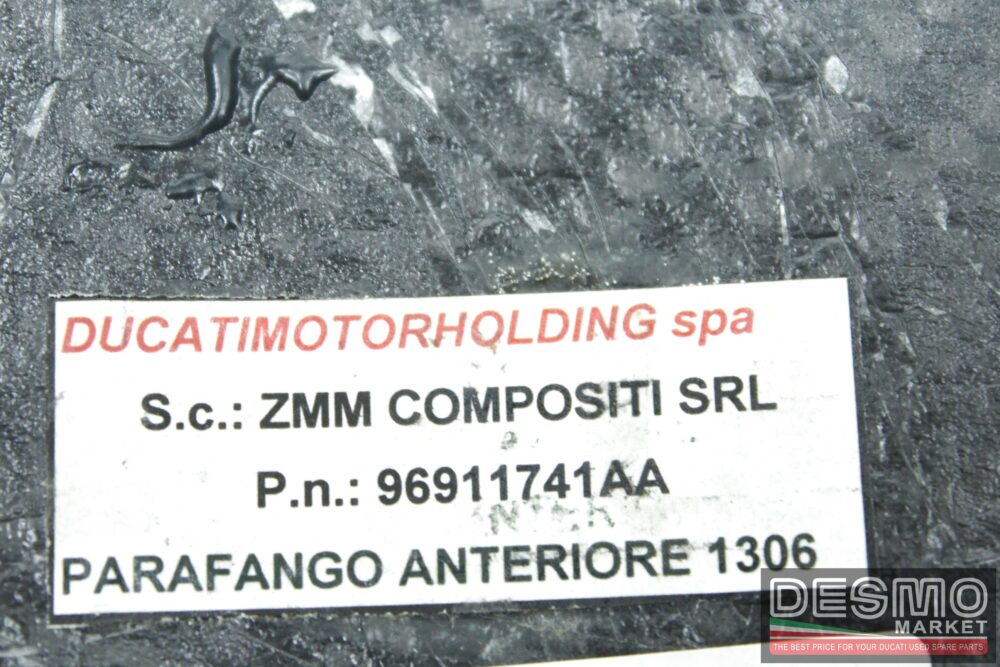 DUCATIMOTORHOLDING spa
S.c.: ZMM COMPOSITI SRL
P.n.: 96911741AA
PARAFANGO ANTERIORE 1306
DESMO
MARKET
THE BEST PRICE FOR YOUR DUCATI USED SPARE PARTS